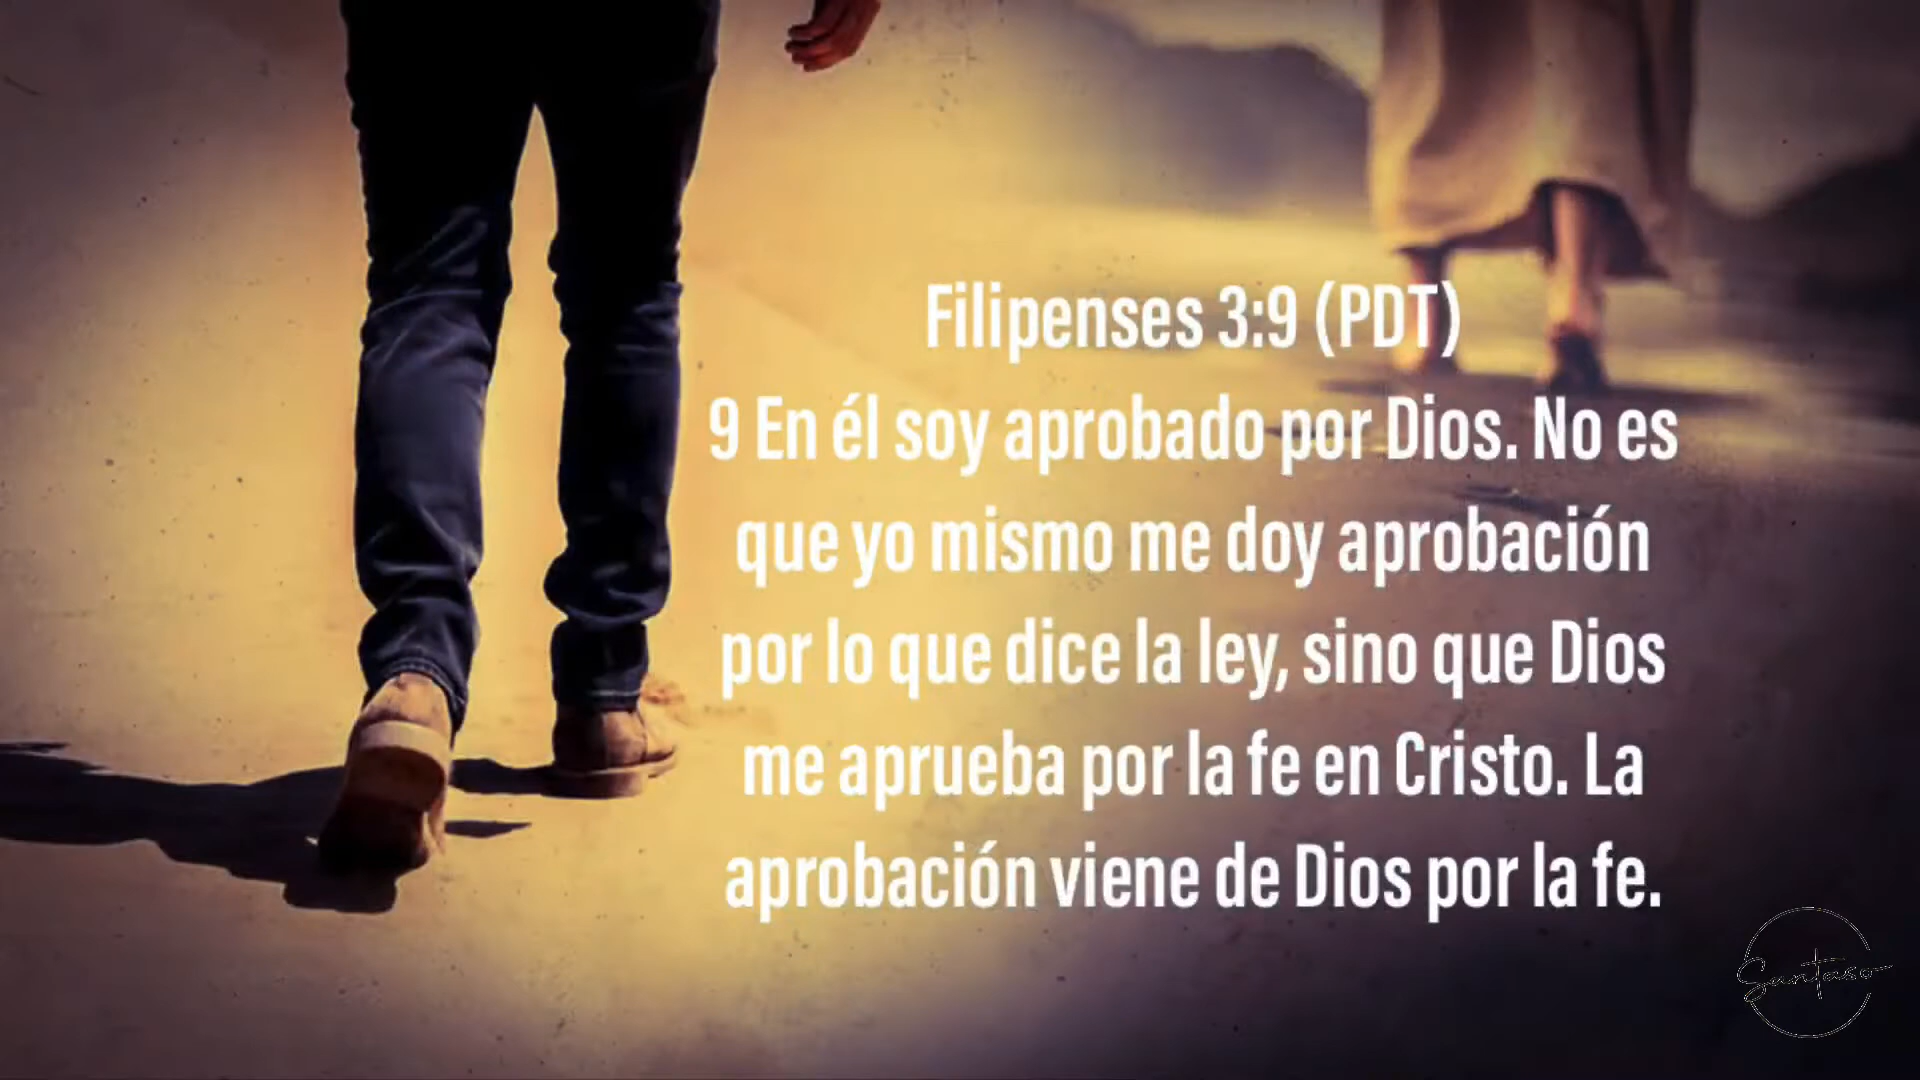 Filipenses 3:9 (PDT)
9 En él soy aprobado por Dios. No es
que yo mismo me doy aprobación
por lo que dice la ley, sino que Dios
me aprueba por la fe en Cristo. La
aprobación viene de Dios por la fe.
Suntaso